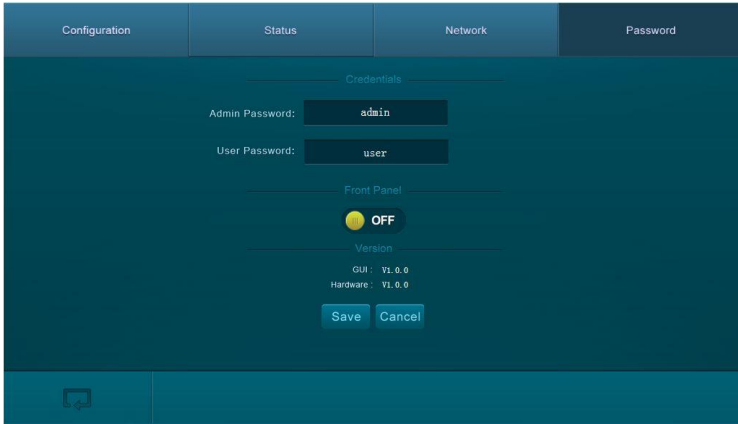 Configuration Status Network Password
Credentials
Admin Password: admin
User Password: user
Front Panel
OFF
Version
GUI : V1.0.0
Hardware : V1.0.0
Save Cancel